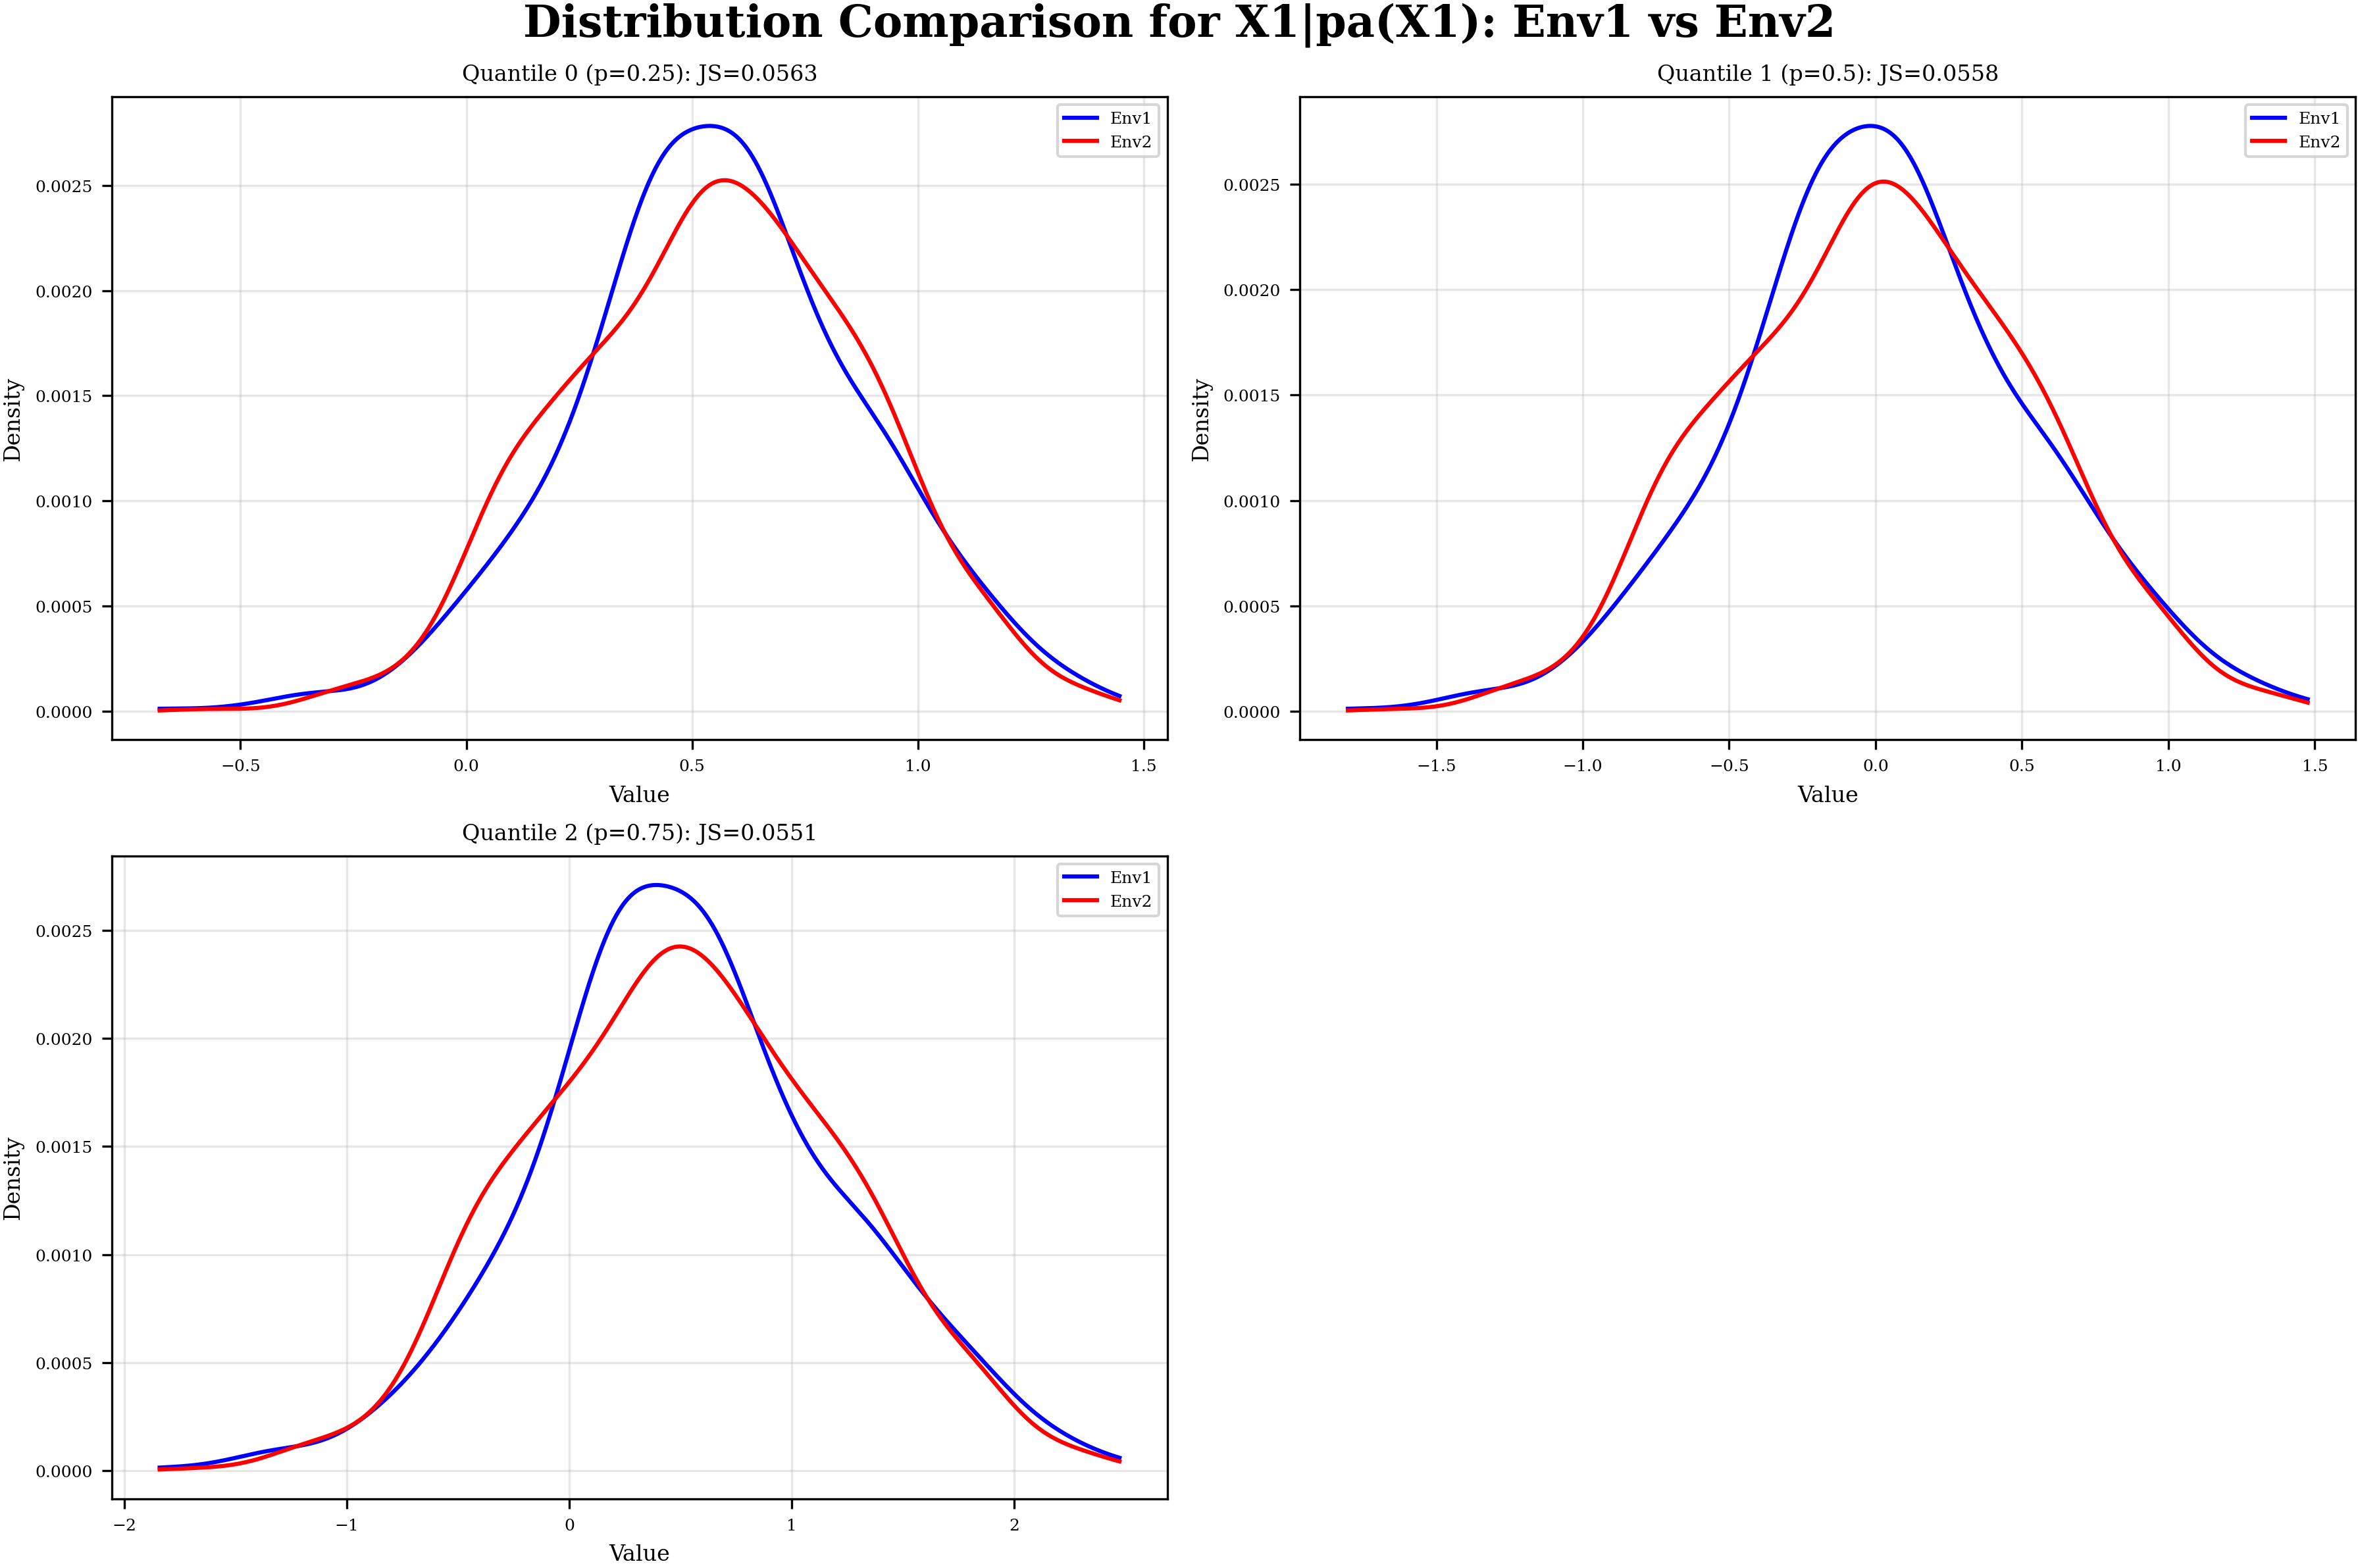 Distribution Comparison for X1|pa(X1): Env1 vs Env2
Quantile 0 (p=0.25): JS=0.0563
Env1
Env2
Density
0.0025
0.0020
0.0015
0.0010
0.0005
0.0000
−0.5
0.0
0.5
1.0
1.5
Value
Quantile 1 (p=0.5): JS=0.0558
Env1
Env2
Density
0.0025
0.0020
0.0015
0.0010
0.0005
0.0000
−1.5
−1.0
−0.5
0.0
0.5
1.0
1.5
Value
Quantile 2 (p=0.75): JS=0.0551
Env1
Env2
Density
0.0025
0.0020
0.0015
0.0010
0.0005
0.0000
−2
−1
0
1
2
Value